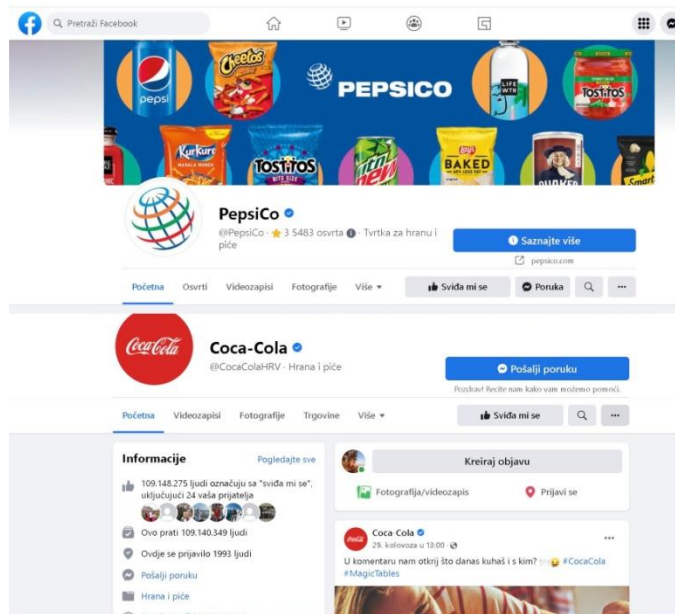 Pretraži Facebook
pepsi
Cheetos
PEPSICO
LIFE
WTR
TOSTITOS
Kurkure
MASALA MUNCH
TOSTITOS
BITE SIZE
mtn
dew
Lay's
BAKED
QUAKER
Smart
PepsiCo
@PepsiCo · 3 5483 osvrta · Tvrtka za hranu i
piće
Saznajte više
pepsico.com
Početna Osvrti Videozapisi Fotografije Više
Sviđa mi se Poruka ...
Coca-Cola
Coca-Cola
@CocaColaHRV · Hrana i piće
Pošalji poruku
Pozdrav! Recite nam kako vam možemo pomoći.
Početna Videozapisi Fotografije Trgovine Više
Sviđa mi se ...
Informacije Pogledajte sve
109.148.275 ljudi označuju sa "sviđa mi se",
uključujući 24 vaša prijatelja
Ovo prati 109.140.349 ljudi
Ovdje se prijavilo 1993 ljudi
Pošalji poruku
Hrana i piće
Kreiraj objavu
Fotografija/videozapis Prijavi se
Coca-Cola
29. kolovoza u 13:00 ·
...
U komentaru nam otkrij što danas kuhaš i s kim? #CocaCola
#MagicTables